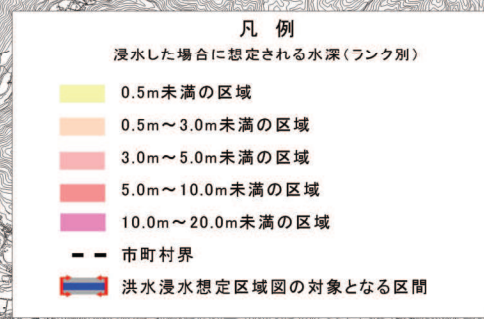 凡 例
浸水した場合に想定される水深(ランク別)
0.5m未満の区域
0.5m～3.0m未満の区域
3.0m～5.0m未満の区域
5.0m～10.0m未満の区域
10.0m～20.0m未満の区域
市町村界
洪水浸水想定区域図の対象となる区間